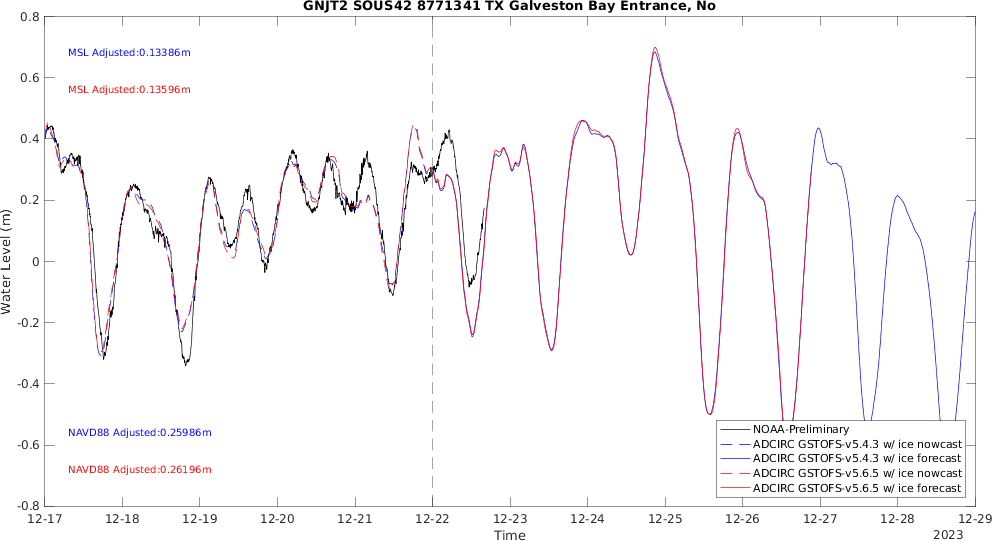 GNJT2 SOUS42 8771341 TX Galveston Bay Entrance, No
0.8
0.6
0.4
0.2
0
-0.2
-0.4
-0.6
-0.8
Water Level (m)
MSL Adjusted:0.13386m
MSL Adjusted:0.13596m
NAVD88 Adjusted:0.25986m
NAVD88 Adjusted:0.26196m
NOAA-Preliminary
ADCIRC GSTOFS-v5.4.3 w/ ice nowcast
ADCIRC GSTOFS-v5.4.3 w/ ice forecast
ADCIRC GSTOFS-v5.6.5 w/ ice nowcast
ADCIRC GSTOFS-v5.6.5 w/ ice forecast
12-17 12-18 12-19 12-20 12-21 12-22 12-23 12-24 12-25 12-26 12-27 12-28 12-29
Time
2023